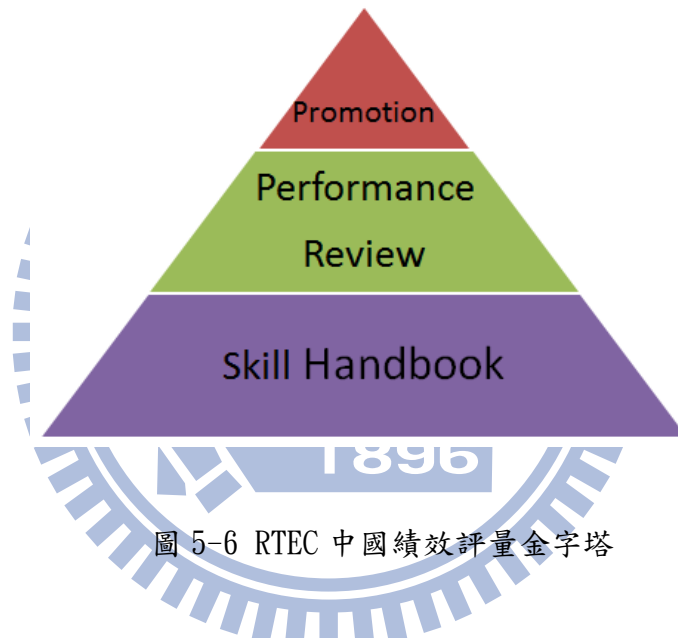 Promotion
Performance
Review
Skill Handbook
1896
圖 5-6 RTEC 中國績效評量金字塔